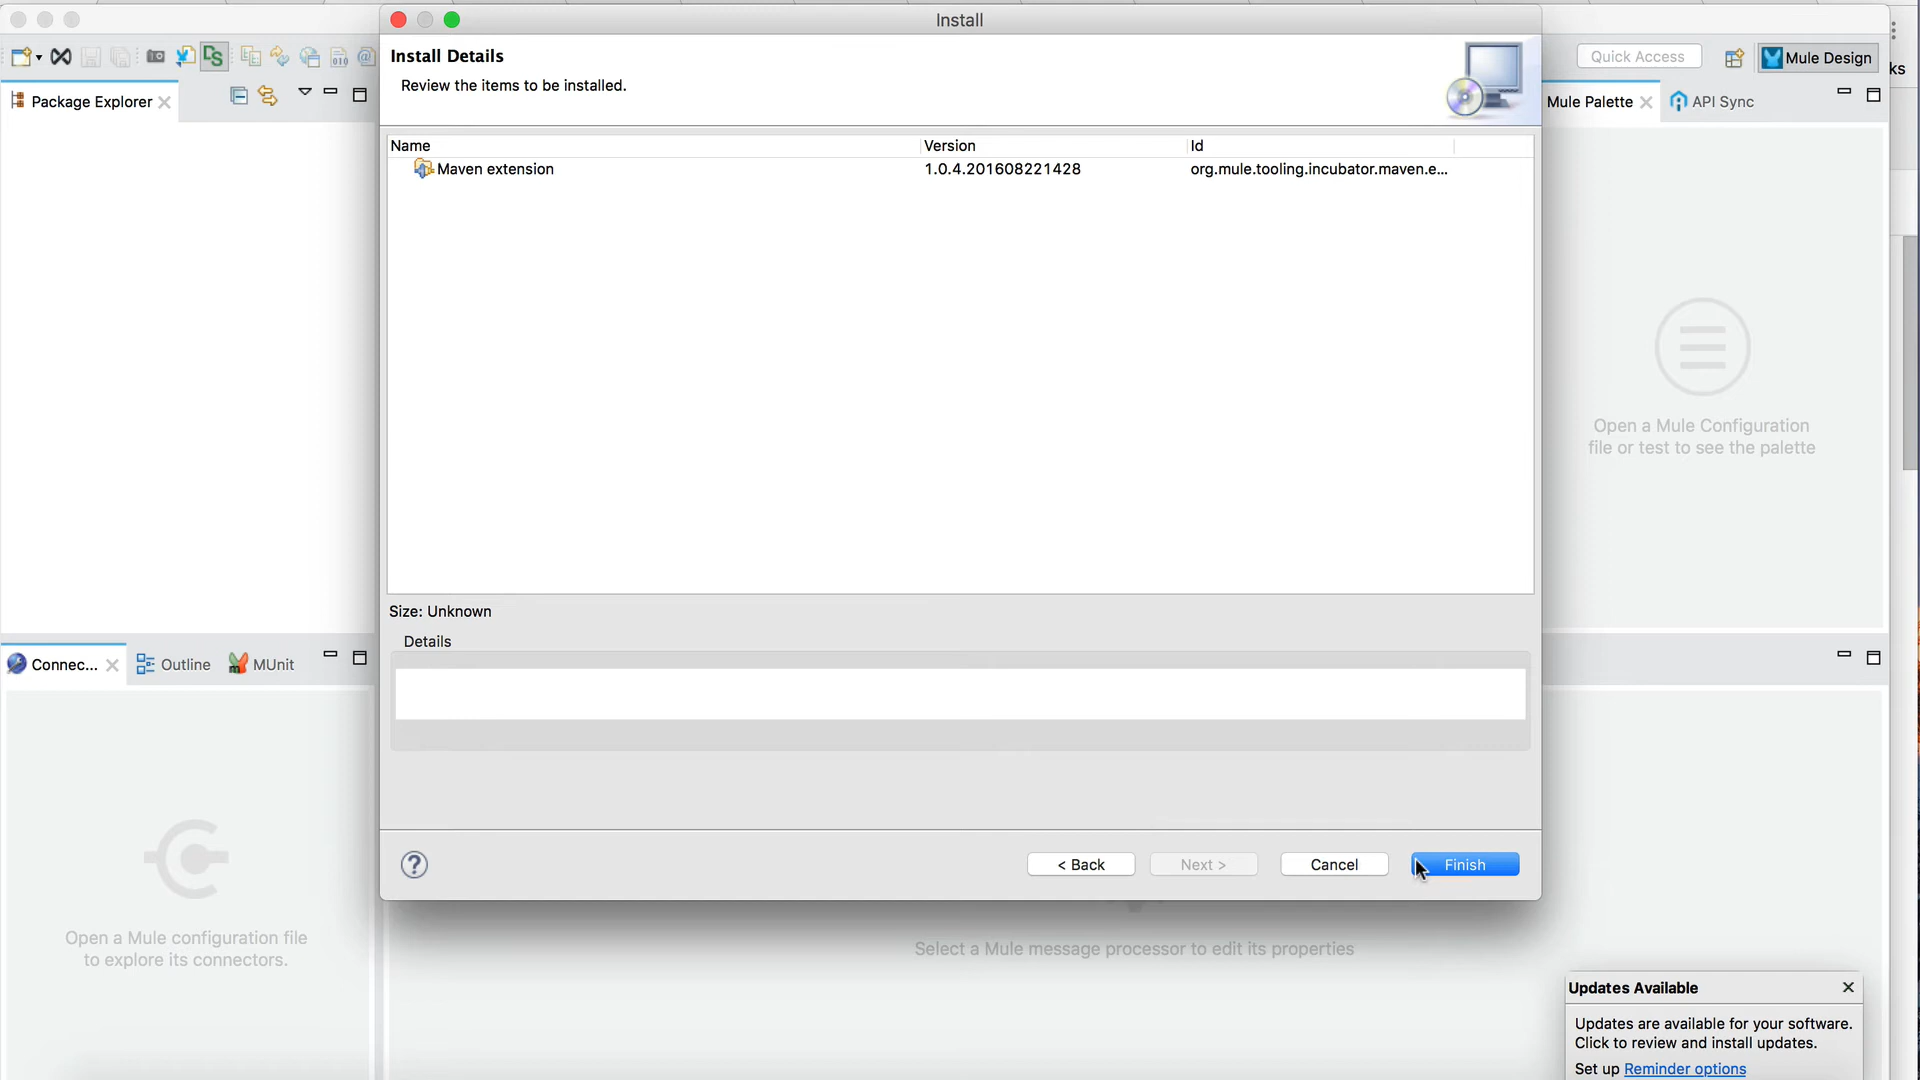 Install
Install Details
Review the items to be installed.
Quick Access
Mule Design
ks
Package Explorer
Mule Palette
API Sync
Name
Version
Id
Maven extension
1.0.4.201608221428
org.mule.tooling.incubator.maven.e...
Open a Mule Configuration
file or test to see the palette
Size: Unknown
Details
Connec...
Outline
MUnit
< Back
Next >
Cancel
Finish
Open a Mule configuration file
to explore its connectors.
Select a Mule message processor to edit its properties
Updates Available
Updates are available for your software.
Click to review and install updates.
Set up Reminder options